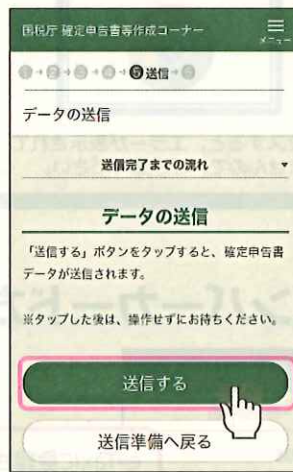 国税庁 確定申告書等作成コーナー
メニュー
❺送信
データの送信
送信完了までの流れ
データの送信
「送信する」ボタンをタップすると、確定申告書
データが送信されます。
※タップした後は、操作せずにお待ちください。
送信する
送信準備へ戻る